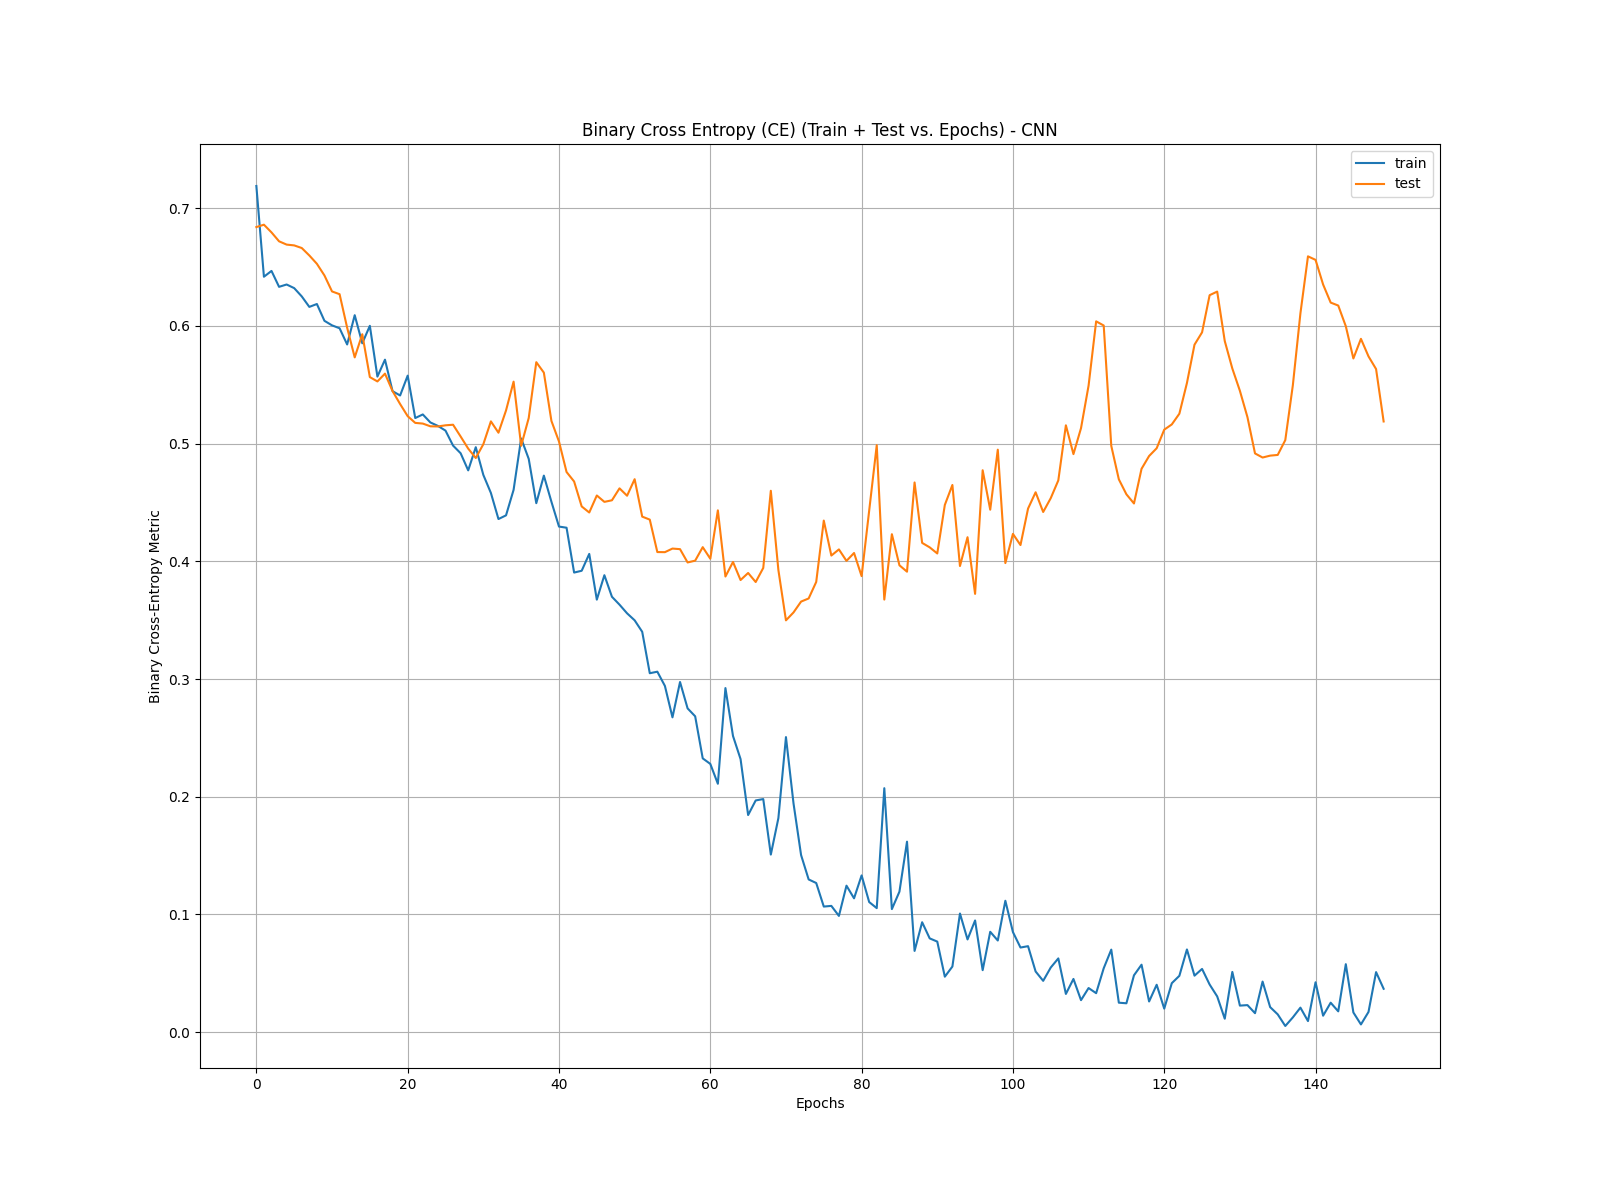 Binary Cross Entropy (CE) (Train + Test vs. Epochs) - CNN
train
test
Binary Cross-Entropy Metric
0.7
0.6
0.5
0.4
0.3
0.2
0.1
0.0
0 20 40 60 80 100 120 140
Epochs